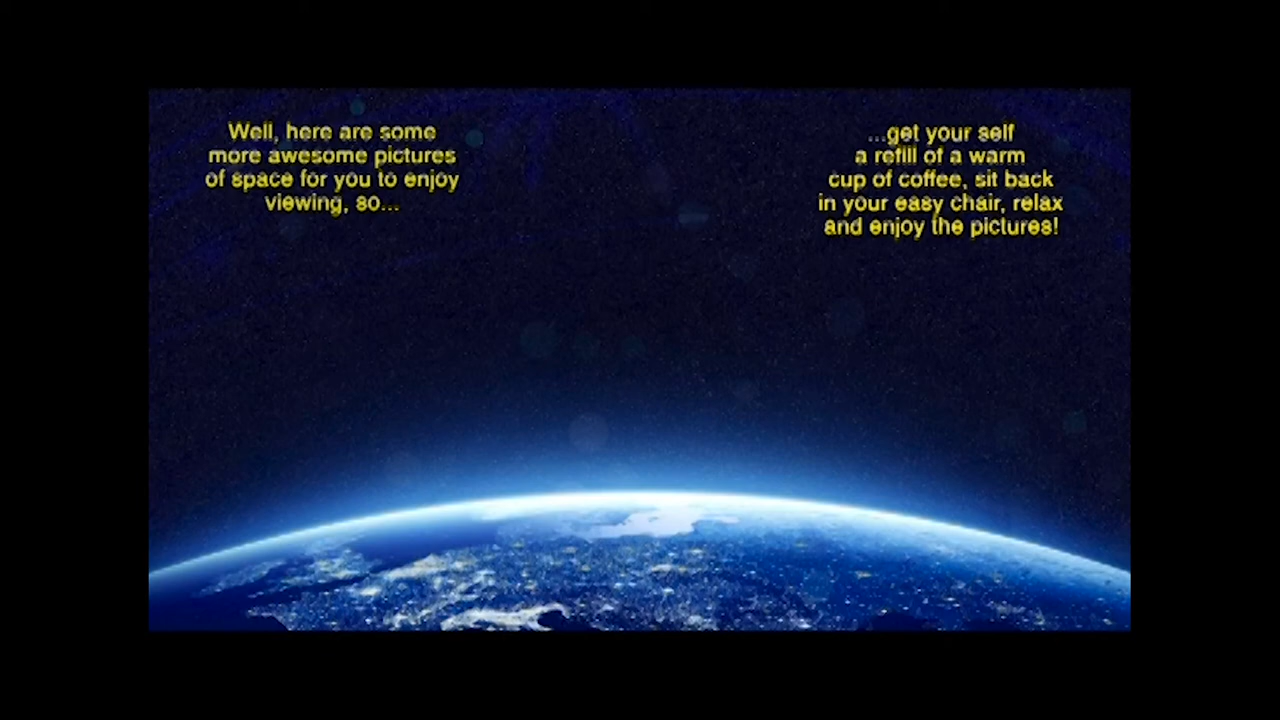 Well, here are some
more awesome pictures
of space for you to enjoy
viewing, so...
...get your self
a refill of a warm
cup of coffee, sit back
in your easy chair, relax
and enjoy the pictures!